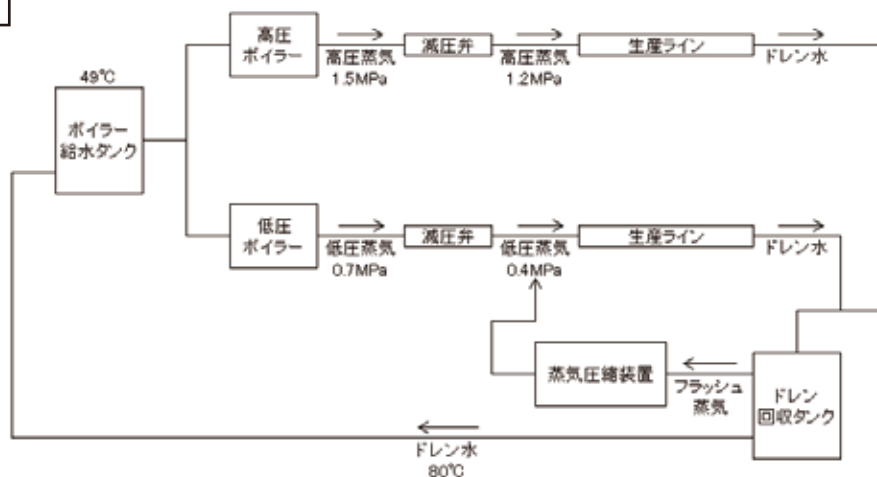 高圧
ボイラー
高圧蒸気
1.5MPa
減圧弁
高圧蒸気
1.2MPa
生産ライン
ドレン水
49℃
ボイラー
給水タンク
低圧
ボイラー
低圧蒸気
0.7MPa
減圧弁
低圧蒸気
0.4MPa
生産ライン
ドレン水
蒸気圧縮装置
フラッシュ
蒸気
ドレン
回収タンク
ドレン水
80℃